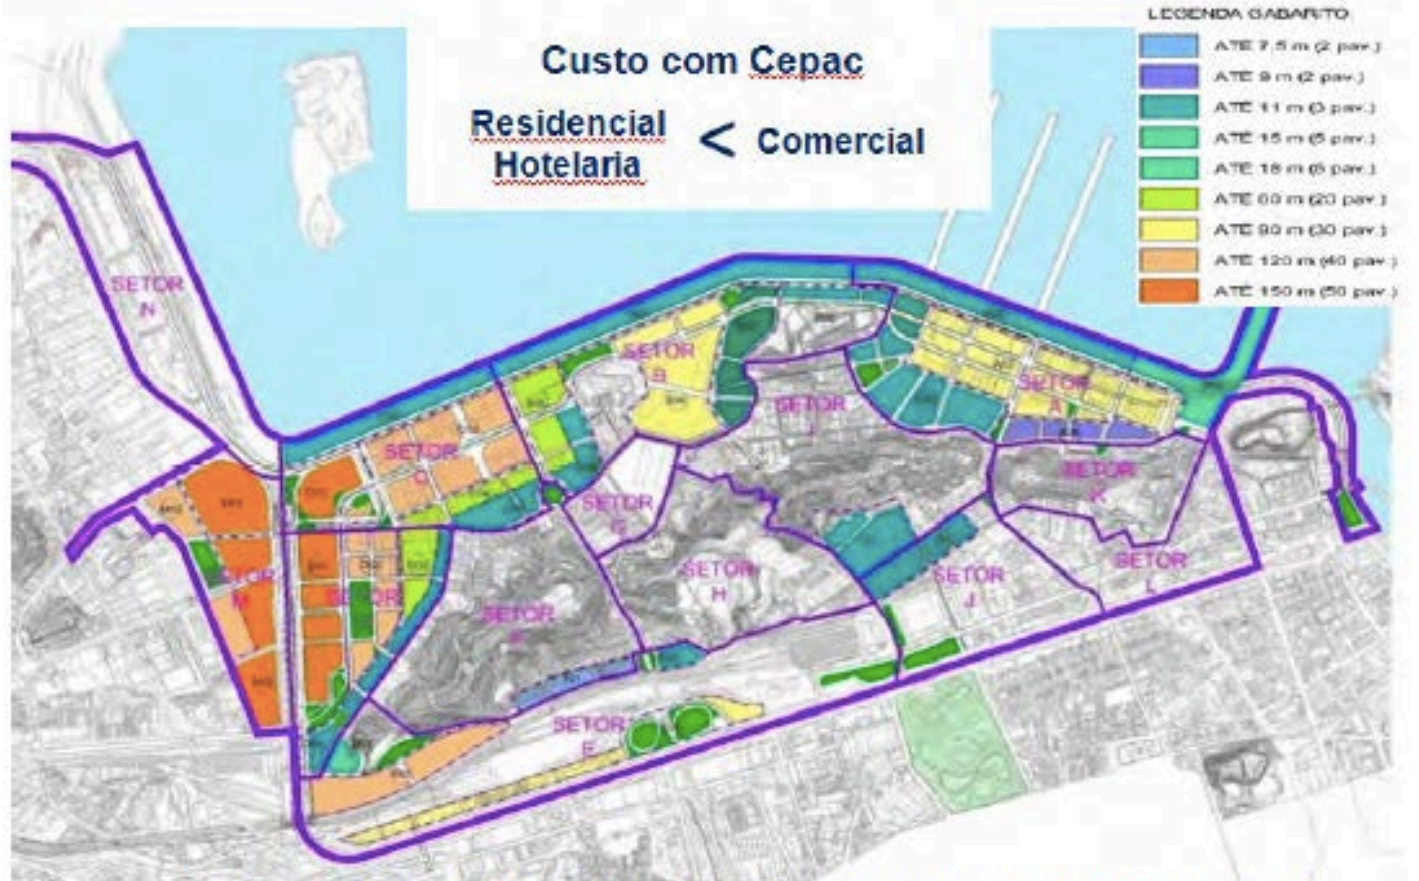 LEGENDA GABARITO
Custo com Cepac
Residencial
Hotelaria
<
Comercial
ATÉ 7.5 m (2 pav.)
ATÉ 9 m (2 pav.)
ATÉ 11 m (3 pav.)
ATÉ 15 m (5 pav.)
ATÉ 18 m (6 pav.)
ATÉ 60 m (20 pav.)
ATÉ 90 m (30 pav.)
ATÉ 120 m (40 pav.)
ATÉ 150 m (50 pav.)
SETOR
N
SETOR
B
SETOR
A
SETOR
I
SETOR
C
SETOR
K
SETOR
G
SETOR
L
SETOR
H
SETOR
J
SETOR
M
SETOR
SETOR
F
SETOR
E